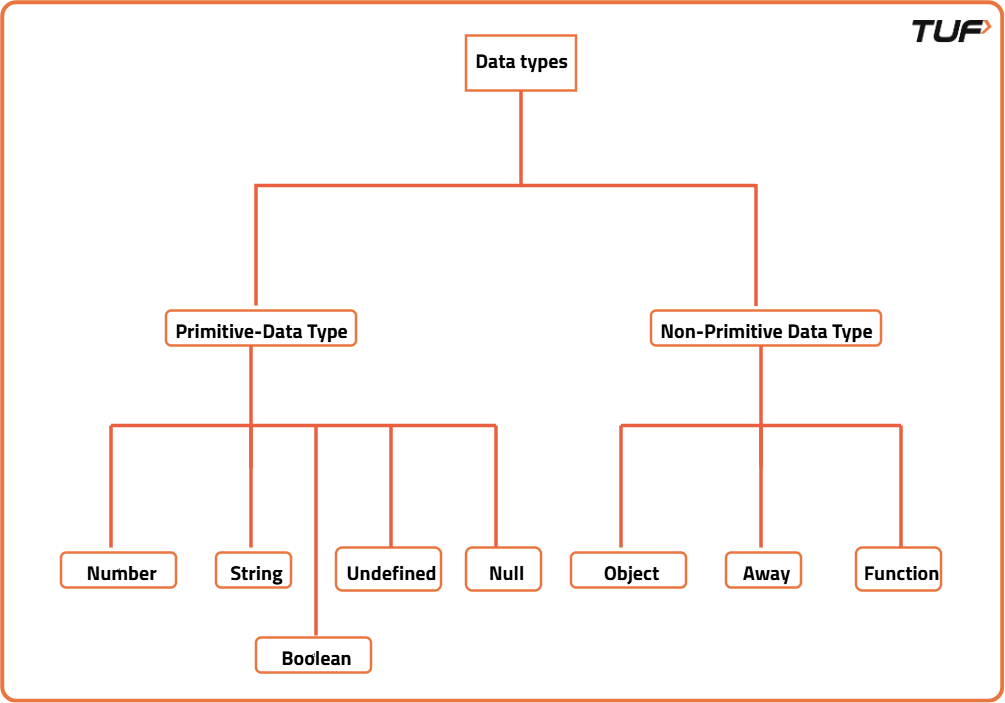 TUF
Data types
Primitive-Data Type
Non-Primitive Data Type
Number
String
Undefined
Null
Object
Away
Function
Boolean